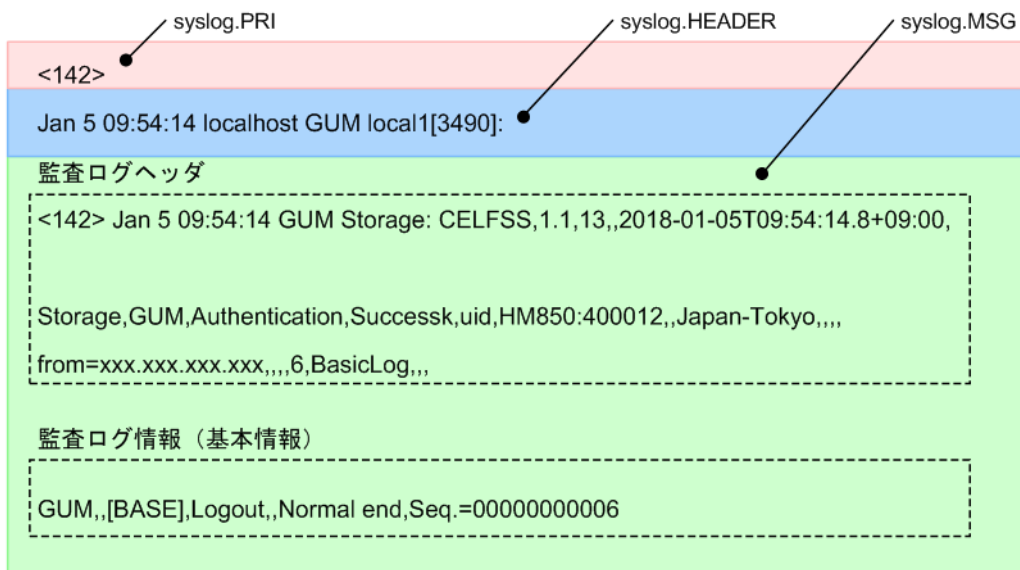 syslog.PRI
syslog.HEADER
syslog.MSG
<142>
Jan 5 09:54:14 localhost GUM local1[3490]:
監査ログヘッダ
<142> Jan 5 09:54:14 GUM Storage: CELFSS,1.1,13,,2018-01-05T09:54:14.8+09:00,
Storage,GUM,Authentication,Successk,uid,HM850:400012,,Japan-Tokyo,,,,
from=xxx.xxx.xxx.xxx,,,,6,BasicLog,,,
監査ログ情報（基本情報）
GUM,,[BASE],Logout,,Normal end,Seq.=00000000006